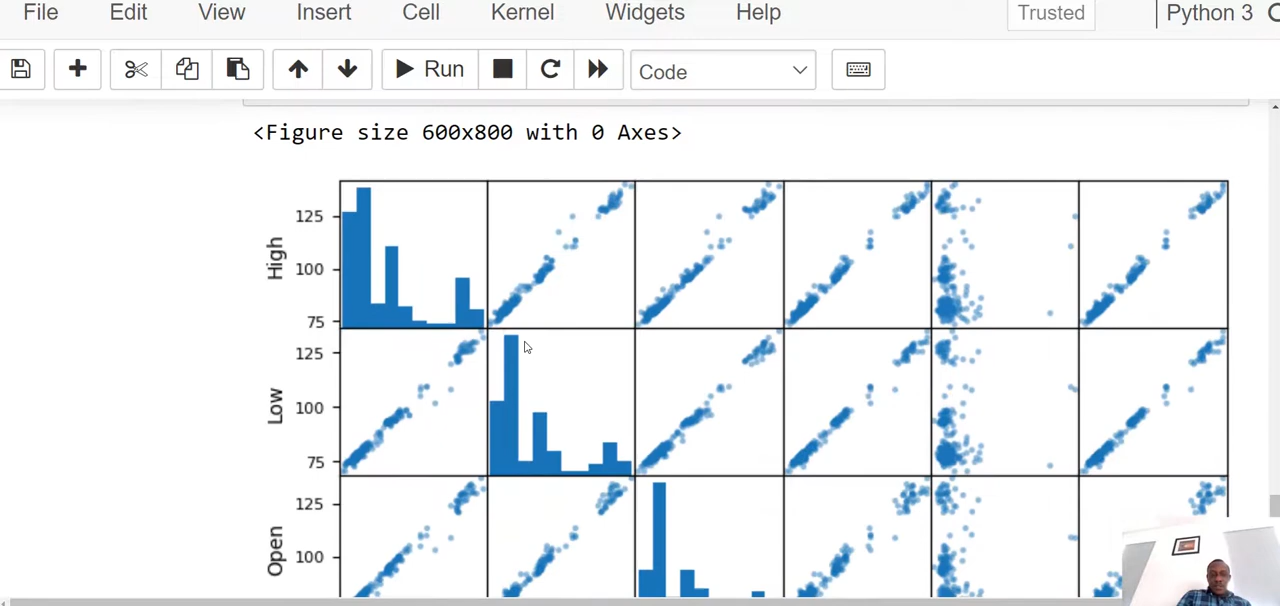 File Edit View Insert Cell Kernel Widgets Help Trusted Python 3
Run Code
<Figure size 600x800 with 0 Axes>
High
125
100
75
Low
125
100
75
Open
125
100